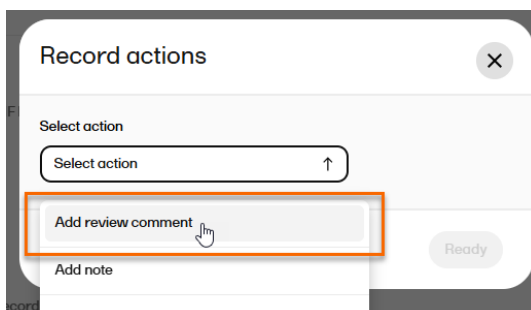 Record actions
Select action
Select action
Add review comment
Ready
Add note